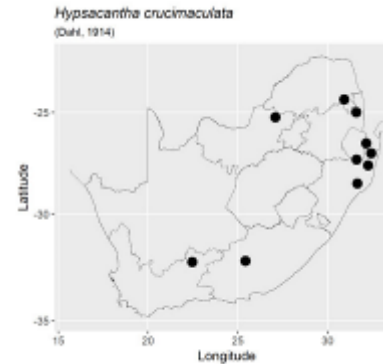 Hypsacantha crucimaculata
(Dahl, 1914)
-25
-30
-35
Latitude
15
20
25
30
Longitude